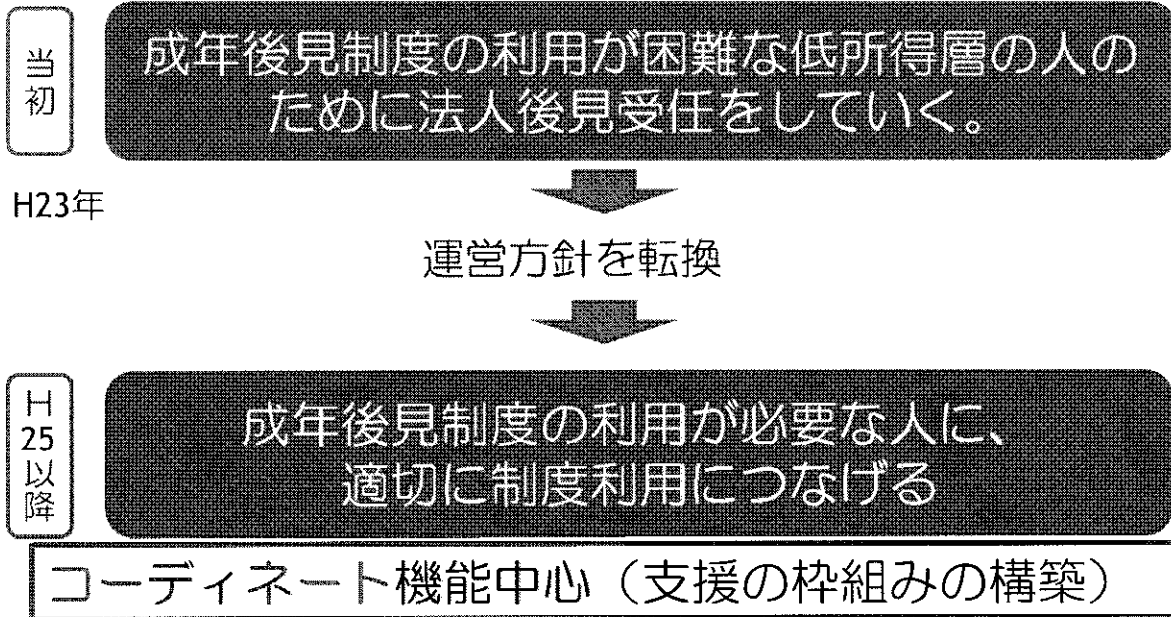 当初
成年後見制度の利用が困難な低所得層の人の
ために法人後見受任をしていく。
H23年
運営方針を転換
H25以降
成年後見制度の利用が必要な人に、
適切に制度利用につなげる
コーディネート機能中心（支援の枠組みの構築）